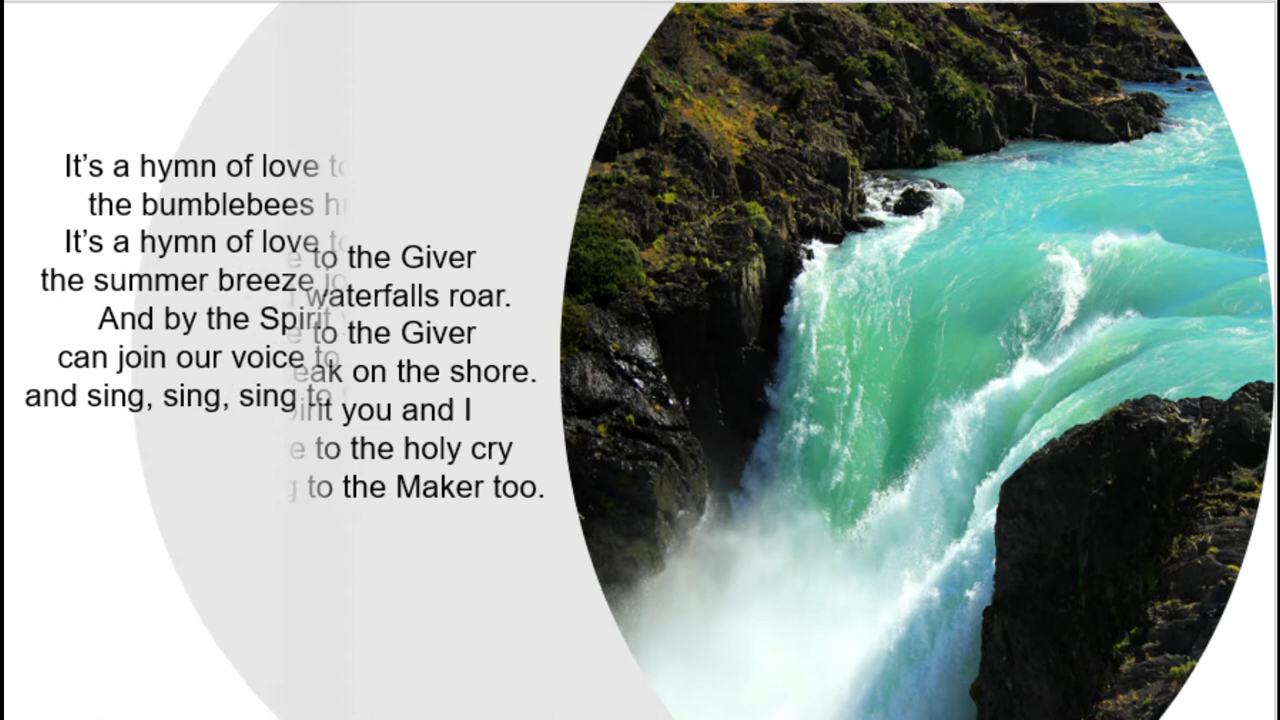 It’s a hymn of love
the bumblebees
It’s a hymn of love
the summer breeze
And by the Spirit
can join our voice to
and sing, sing, sing to
to the Giver
waterfalls roar.
to the Giver
on the shore.
you and I
to the holy cry
to the Maker too.